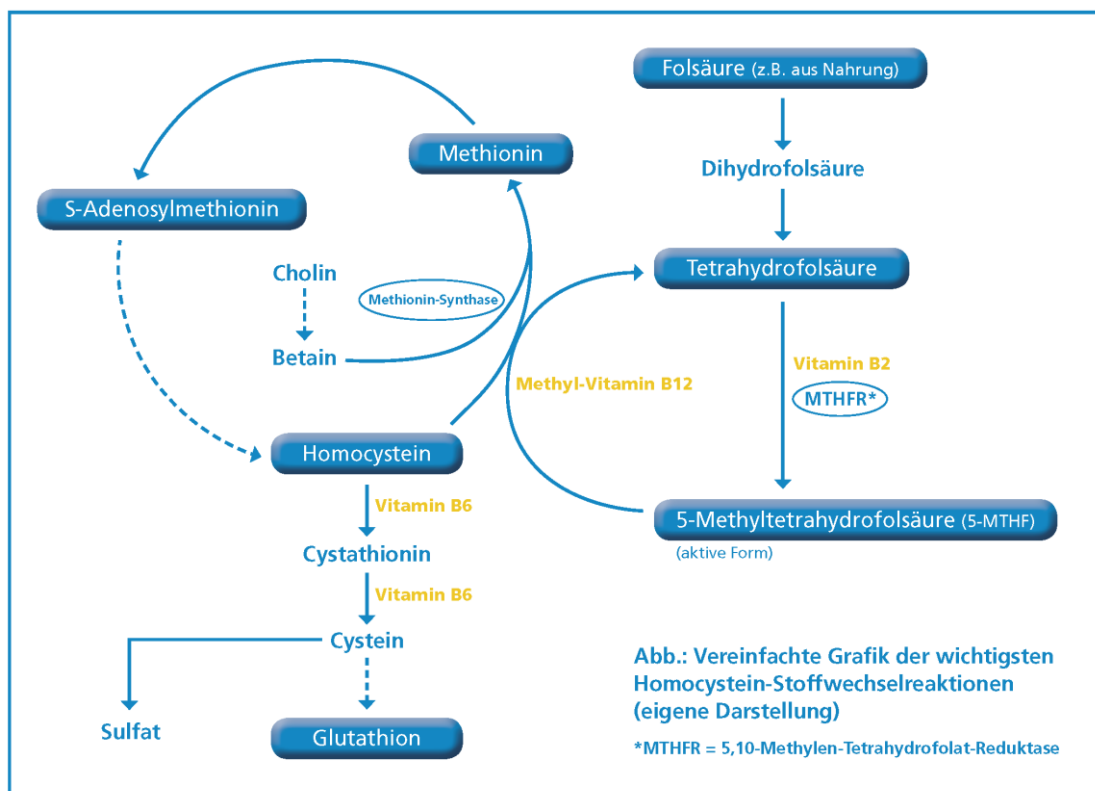 Folsäure (z.B. aus Nahrung)
Methionin
Dihydrofolsäure
S-Adenosylmethionin
Tetrahydrofolsäure
Cholin
Methionin-Synthase
Betain
Vitamin B2
Methyl-Vitamin B12
MTHFR*
Homocystein
Vitamin B6
5-Methyltetrahydrofolsäure (5-MTHF)
(aktive Form)
Cystathionin
Vitamin B6
Cystein
Sulfat
Glutathion
Abb.: Vereinfachte Grafik der wichtigsten
Homocystein-Stoffwechselreaktionen
(eigene Darstellung)
*MTHFR = 5,10-Methylen-Tetrahydrofolat-Reduktase